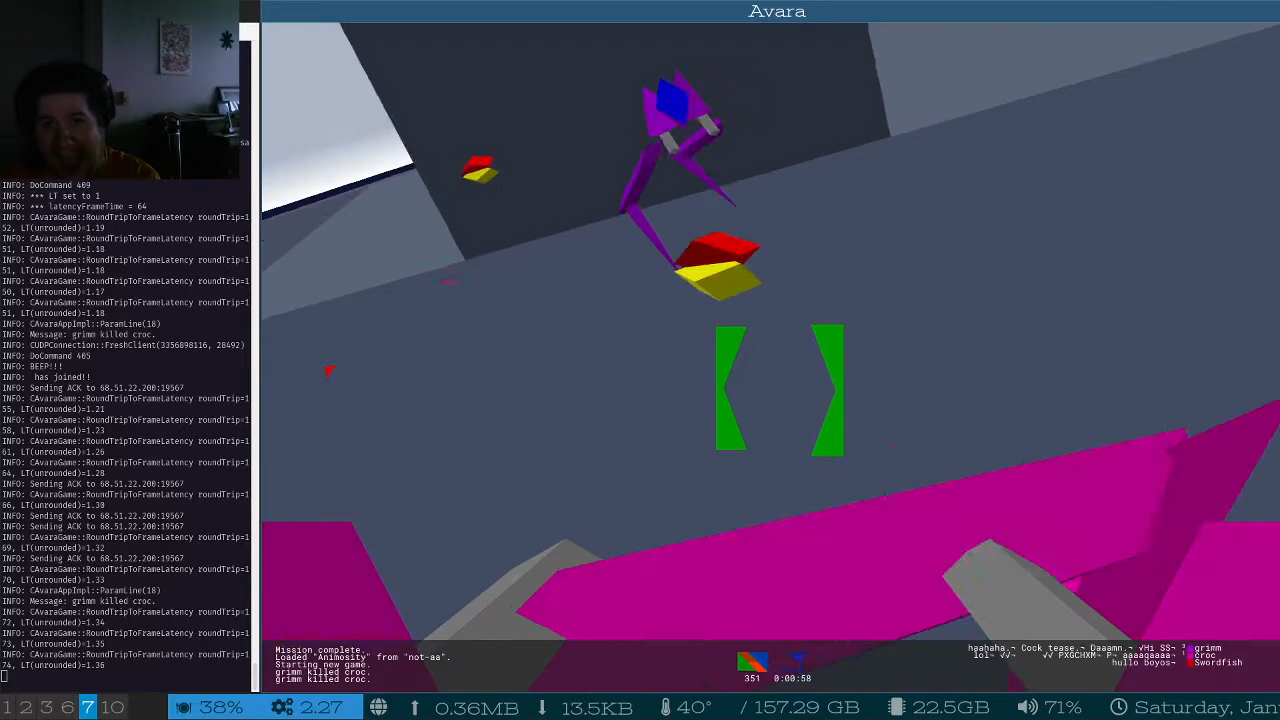 Avara
sa
INFO: DoCommand 409
INFO: *** LT set to 1
INFO: *** latencyFrameTime = 64
INFO: CAvaraGame::RoundTripToFrameLatency roundTrip=1
52, LT(unrounded)=1.19
INFO: CAvaraGame::RoundTripToFrameLatency roundTrip=1
51, LT(unrounded)=1.18
INFO: CAvaraGame::RoundTripToFrameLatency roundTrip=1
51, LT(unrounded)=1.18
INFO: CAvaraGame::RoundTripToFrameLatency roundTrip=1
50, LT(unrounded)=1.17
INFO: CAvaraGame::RoundTripToFrameLatency roundTrip=1
51, LT(unrounded)=1.18
INFO: CAvaraAppImpl::ParamLine(18)
INFO: Message: grimm killed croc.
INFO: CUDPConnection::FreshClient(3356898116, 28492)
INFO: DoCommand 405
INFO: BEEP!!!
INFO:  has joined!!
INFO: Sending ACK to 68.51.22.200:19567
INFO: CAvaraGame::RoundTripToFrameLatency roundTrip=1
55, LT(unrounded)=1.21
INFO: CAvaraGame::RoundTripToFrameLatency roundTrip=1
58, LT(unrounded)=1.23
INFO: CAvaraGame::RoundTripToFrameLatency roundTrip=1
61, LT(unrounded)=1.26
INFO: CAvaraGame::RoundTripToFrameLatency roundTrip=1
64, LT(unrounded)=1.28
INFO: Sending ACK to 68.51.22.200:19567
INFO: CAvaraGame::RoundTripToFrameLatency roundTrip=1
66, LT(unrounded)=1.30
INFO: Sending ACK to 68.51.22.200:19567
INFO: Sending ACK to 68.51.22.200:19567
INFO: CAvaraGame::RoundTripToFrameLatency roundTrip=1
69, LT(unrounded)=1.32
INFO: Sending ACK to 68.51.22.200:19567
INFO: CAvaraGame::RoundTripToFrameLatency roundTrip=1
70, LT(unrounded)=1.33
INFO: CAvaraAppImpl::ParamLine(18)
INFO: Message: grimm killed croc.
INFO: CAvaraGame::RoundTripToFrameLatency roundTrip=1
72, LT(unrounded)=1.34
INFO: CAvaraGame::RoundTripToFrameLatency roundTrip=1
73, LT(unrounded)=1.35
INFO: CAvaraGame::RoundTripToFrameLatency roundTrip=1
74, LT(unrounded)=1.36
Mission complete.
Loaded "Animosity" from "not-aa".
Starting new game.
grimm killed croc.
grimm killed croc.
351 0:00:58
haahaha.¬ Cock tease.¬ Daaamn.¬ √Hi SS¬ grimm
lol¬ √√¬ √√ PXGCHXM¬ P¬ gaaaqaaaa¬ croc
hullo boyos¬ Swordfish
1 2 3 6 7 10 38% 2.27 0.36MB 13.5KB 40° / 157.29 GB 22.5GB 71% Saturday, Jan